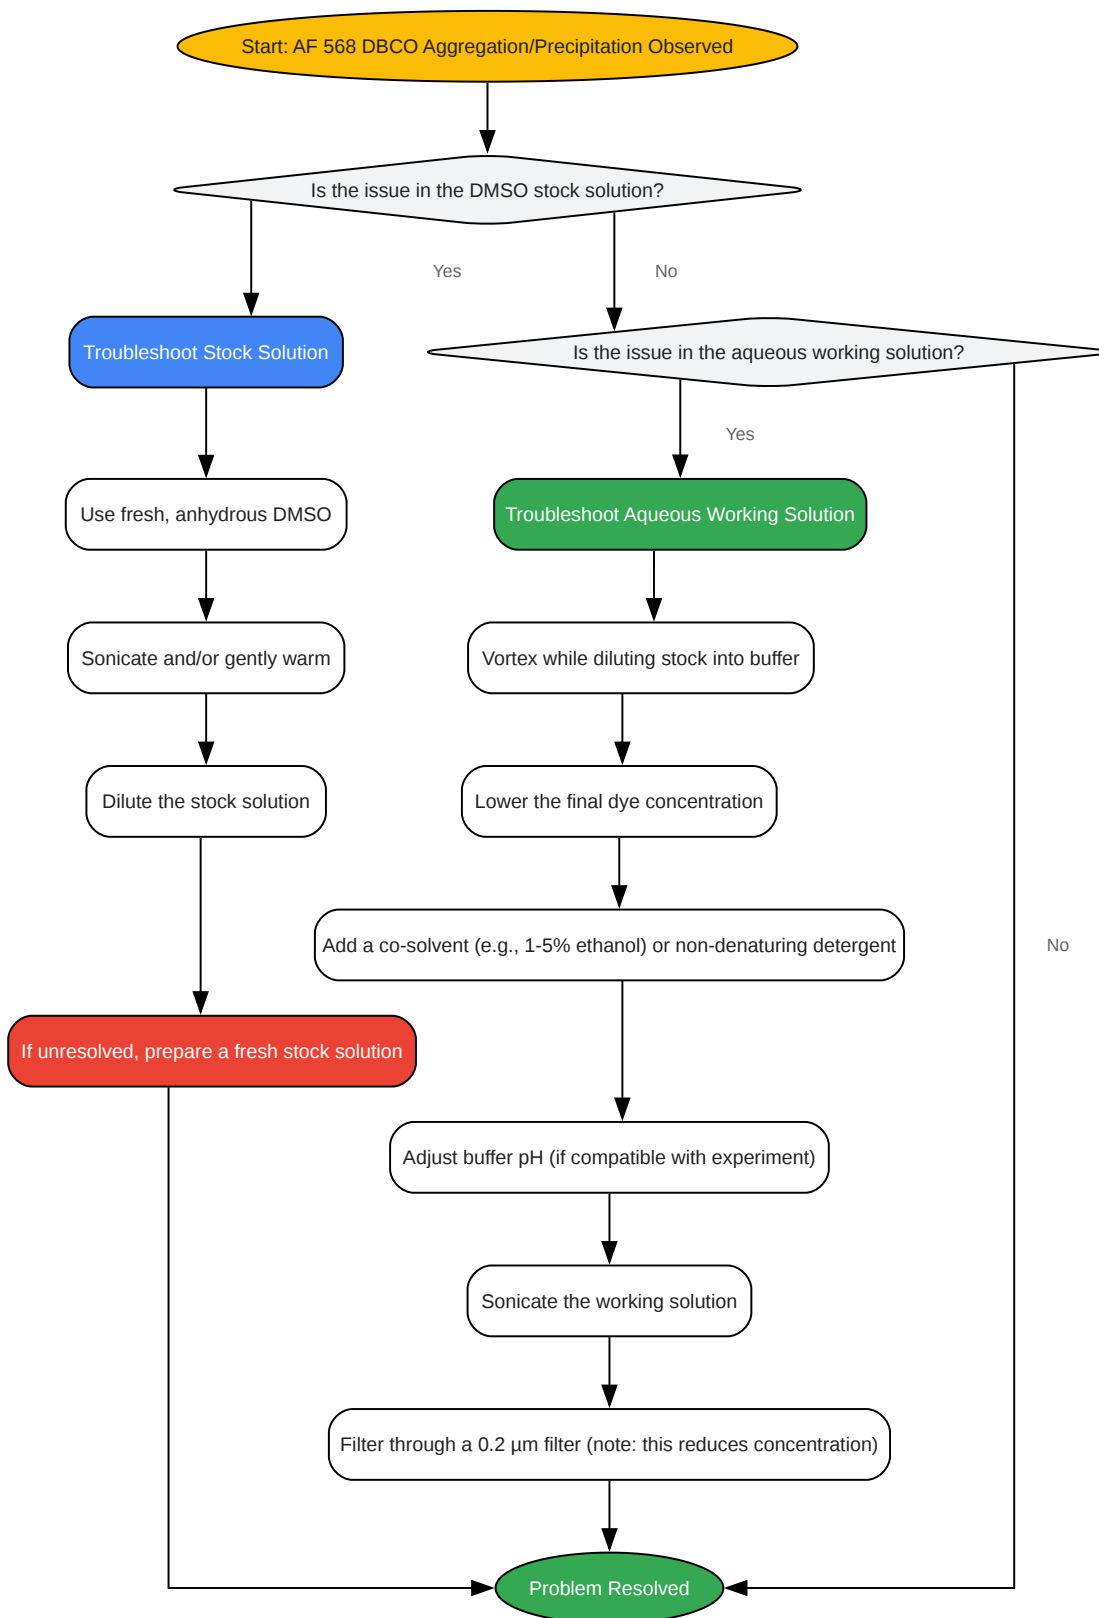 Start: AF 568 DBCO Aggregation/Precipitation Observed
Is the issue in the DMSO stock solution?
Yes
No
Troubleshoot Stock Solution
Is the issue in the aqueous working solution?
Yes
Use fresh, anhydrous DMSO
Troubleshoot Aqueous Working Solution
Sonicate and/or gently warm
Vortex while diluting stock into buffer
Dilute the stock solution
Lower the final dye concentration
Add a co-solvent (e.g., 1-5% ethanol) or non-denaturing detergent
No
If unresolved, prepare a fresh stock solution
Adjust buffer pH (if compatible with experiment)
Sonicate the working solution
Filter through a 0.2 µm filter (note: this reduces concentration)
Problem Resolved